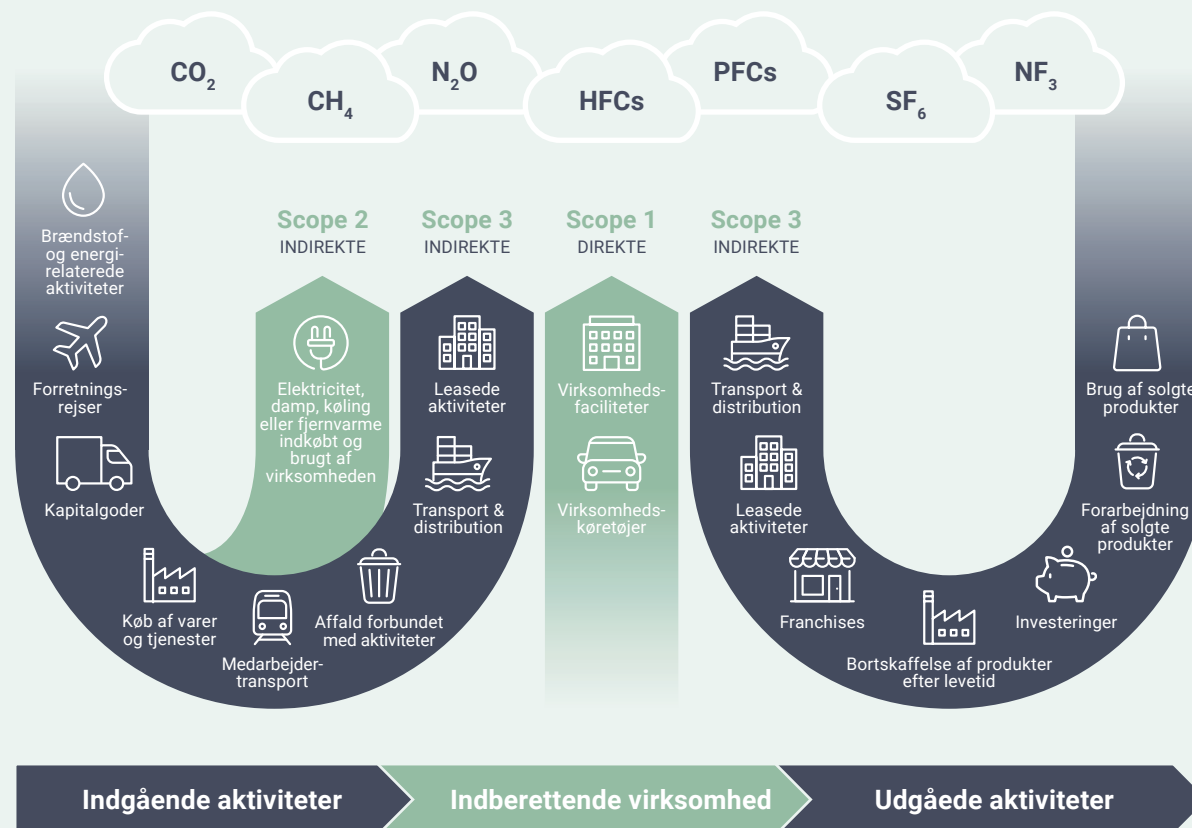 CO₂
CH₄
N₂O
HFCs
PFCs
SF₆
NF₃
Scope 2
INDIREKTE
Scope 3
INDIREKTE
Scope 1
DIREKTE
Scope 3
INDIREKTE
Brændstof-
og energi-
relaterede
aktiviteter
Forretnings-
rejser
Kapitalgoder
Køb af varer
og tjenester
Medarbejder-
transport
Affald forbundet
med aktiviteter
Elektricitet,
damp, køling
eller fjernvarme
indkøbt og
brugt af
virksomheden
Leasede
aktiviteter
Transport &
distribution
Virksomheds-
faciliteter
Virksomheds-
køretøjer
Transport &
distribution
Leasede
aktiviteter
Franchises
Bortskaffelse af produkter
efter levetid
Investeringer
Brug af solgte
produkter
Forarbejdning
af solgte
produkter
Indgående aktiviteter
Indberettende virksomhed
Udgåede aktiviteter